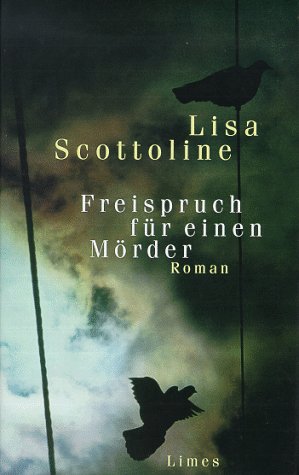 Lisa
Scottoline
Freispruch
für einen
Mörder
Roman
Limes